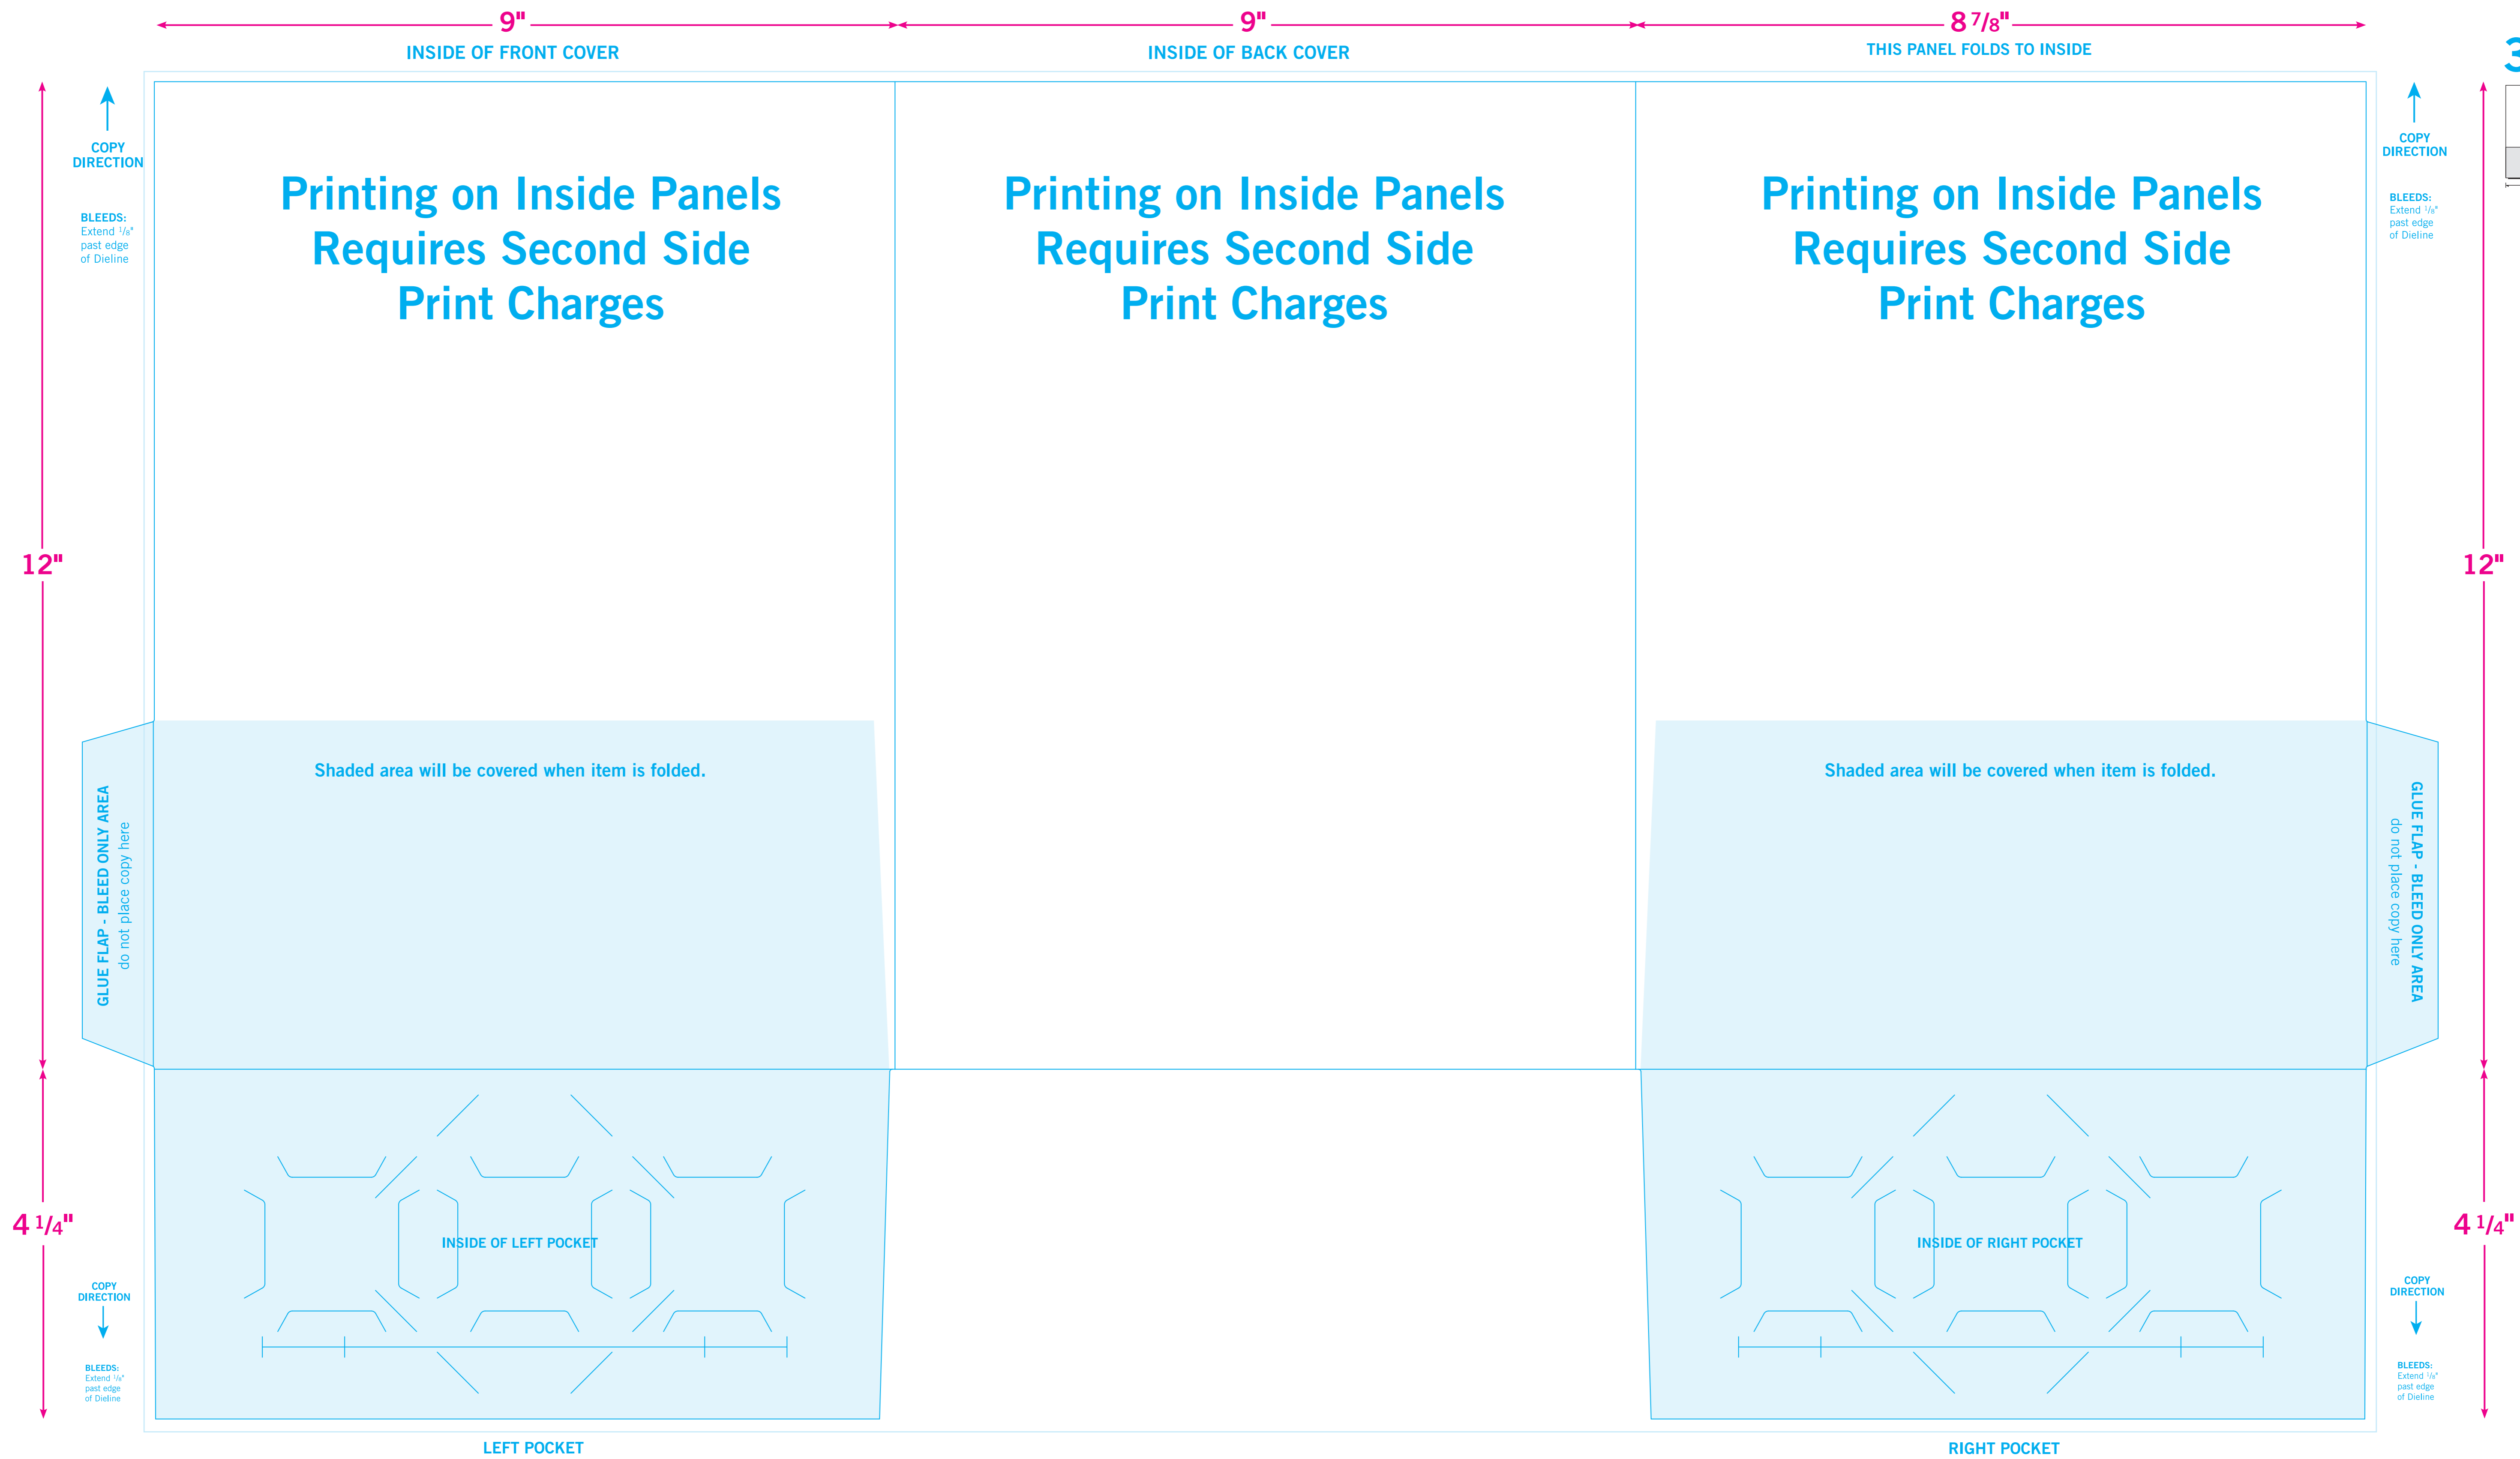 9"
9"
8 7/8"
INSIDE OF FRONT COVER
INSIDE OF BACK COVER
THIS PANEL FOLDS TO INSIDE
3
COPY
DIRECTION
BLEEDS:
Extend 1/8"
past edge
of Dieline
Printing on Inside Panels
Requires Second Side
Print Charges
Printing on Inside Panels
Requires Second Side
Print Charges
Printing on Inside Panels
Requires Second Side
Print Charges
COPY
DIRECTION
BLEEDS:
Extend 1/8"
past edge
of Dieline
12"
12"
Shaded area will be covered when item is folded.
Shaded area will be covered when item is folded.
GLUE FLAP - BLEED ONLY AREA
do not place copy here
GLUE FLAP - BLEED ONLY AREA
do not place copy here
4 1/4"
INSIDE OF LEFT POCKET
INSIDE OF RIGHT POCKET
4 1/4"
COPY
DIRECTION
BLEEDS:
Extend 1/8"
past edge
of Dieline
COPY
DIRECTION
BLEEDS:
Extend 1/8"
past edge
of Dieline
LEFT POCKET
RIGHT POCKET